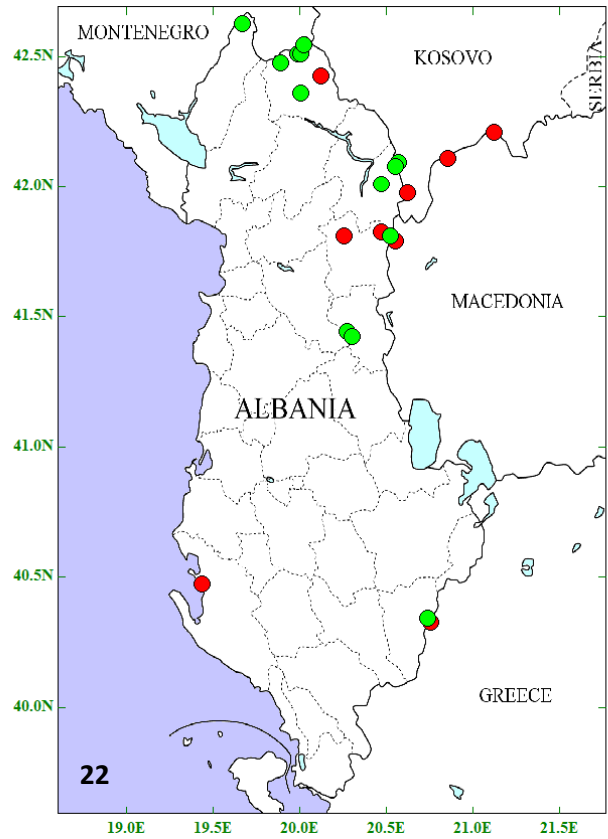 MONTENEGRO
KOSOVO
SERBIA
42.5N
42.0N
41.5N
MACEDONIA
ALBANIA
41.0N
40.5N
40.0N
GREECE
22
19.0E 19.5E 20.0E 20.5E 21.0E 21.5E